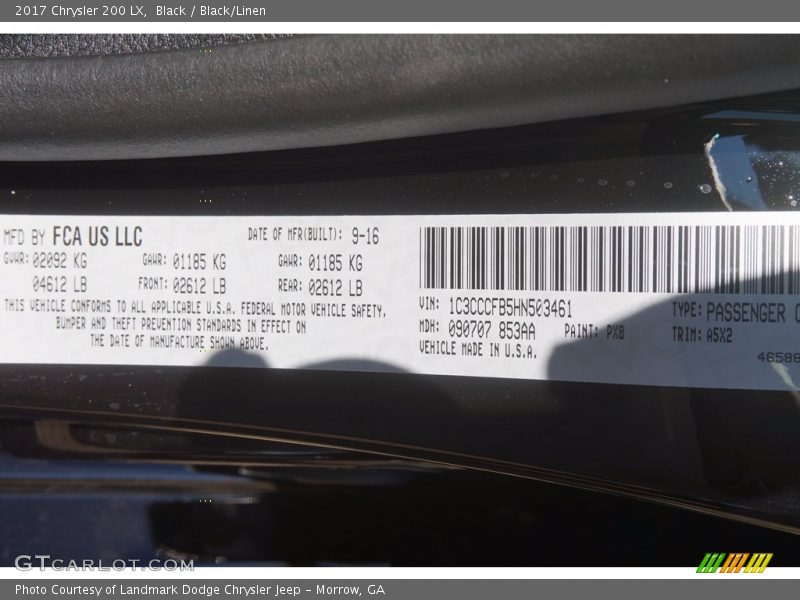 2017 Chrysler 200 LX, Black / Black/Linen
MFD BY FCA US LLC DATE OF MFR(BUILT): 9-16
GVWR: 02092 KG GAWR: 01185 KG GAWR: 01185 KG
04612 LB FRONT: 02612 LB REAR: 02612 LB
THIS VEHICLE CONFORMS TO ALL APPLICABLE U.S.A. FEDERAL MOTOR VEHICLE SAFETY,
BUMPER AND THEFT PREVENTION STANDARDS IN EFFECT ON
THE DATE OF MANUFACTURE SHOWN ABOVE.
VIN: 1C3CCCFB5HN503461 TYPE: PASSENGER C
MDH: 090707 853AA PAINT: PX8 TRIM: A5X2
VEHICLE MADE IN U.S.A.
46588
GTCARLOT.COM
Photo Courtesy of Landmark Dodge Chrysler Jeep - Morrow, GA